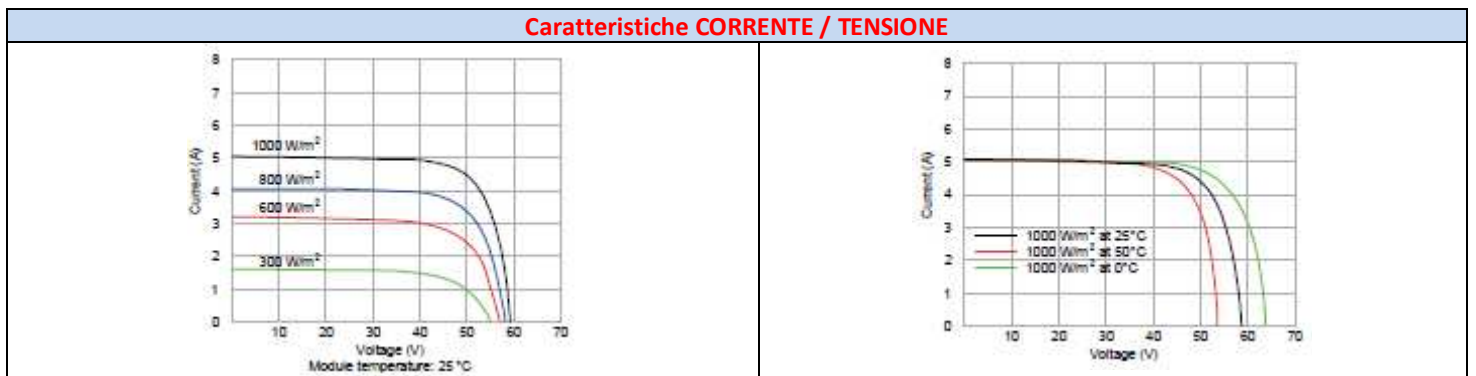 Caratteristiche CORRENTE / TENSIONE
8
7
6
5
4
3
2
1
0
Current (A)
1000 W/m²
800 W/m²
600 W/m²
300 W/m²
10 20 30 40 50 60 70
Voltage (V)
Module temperature: 25 °C
8
7
6
5
4
3
2
1
0
Current (A)
1000 W/m² at 25°C
1000 W/m² at 50°C
1000 W/m² at 0°C
10 20 30 40 50 60 70
Voltage (V)